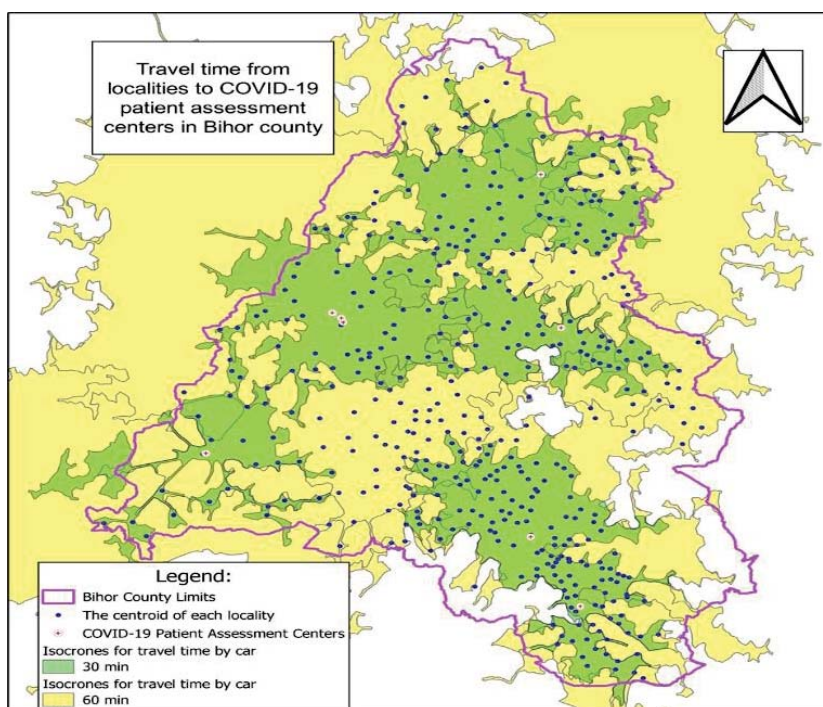 Travel time from
localities to COVID-19
patient assessment
centers in Bihor county
Legend:
Bihor County Limits
The centroid of each locality
COVID-19 Patient Assessment Centers
Isocrones for travel time by car
30 min
Isocrones for travel time by car
60 min